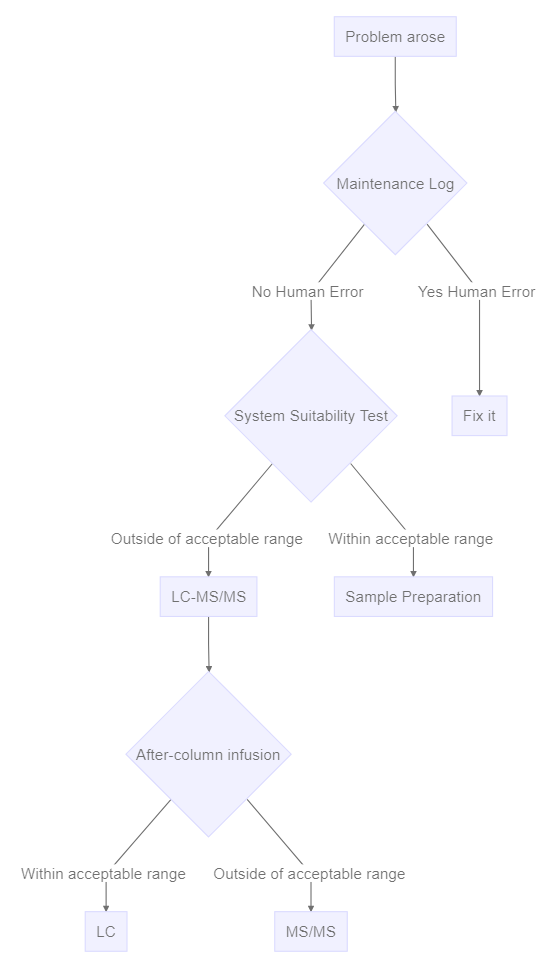 Problem arose
Maintenance Log
No Human Error
Yes Human Error
System Suitability Test
Fix it
Outside of acceptable range
Within acceptable range
LC-MS/MS
Sample Preparation
After-column infusion
Within acceptable range
Outside of acceptable range
LC
MS/MS